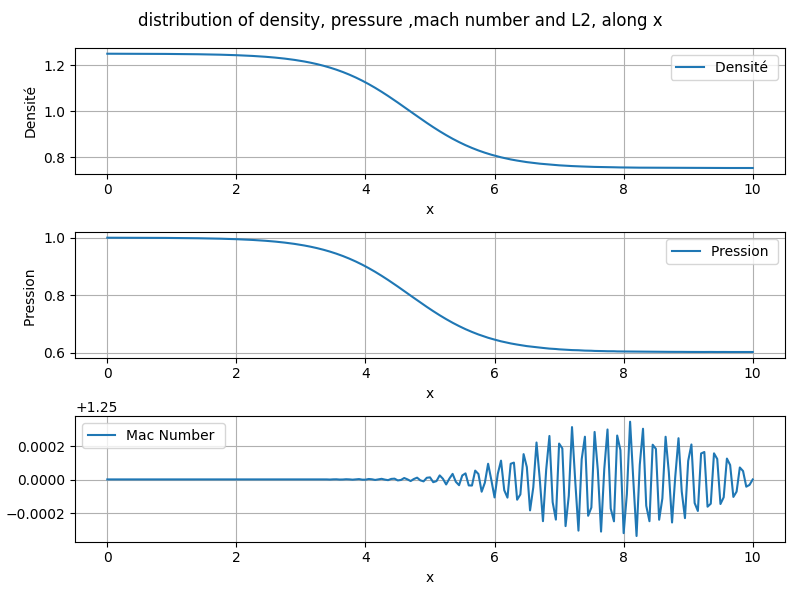 distribution of density, pressure ,mach number and L2, along x
1.2
1.0
0.8
Densité
Densité
0 2 4 6 8 10
x
1.0
0.8
0.6
Pression
Pression
0 2 4 6 8 10
x
+1.25
0.0002
0.0000
−0.0002
Mac Number
0 2 4 6 8 10
x